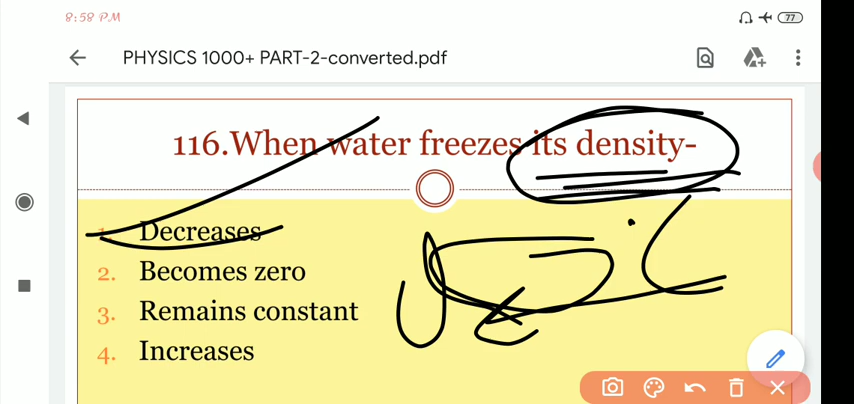 8:58 PM
77
PHYSICS 1000+ PART-2-converted.pdf
116.When water freezes its density-
1. Decreases
2. Becomes zero
3. Remains constant
4. Increases